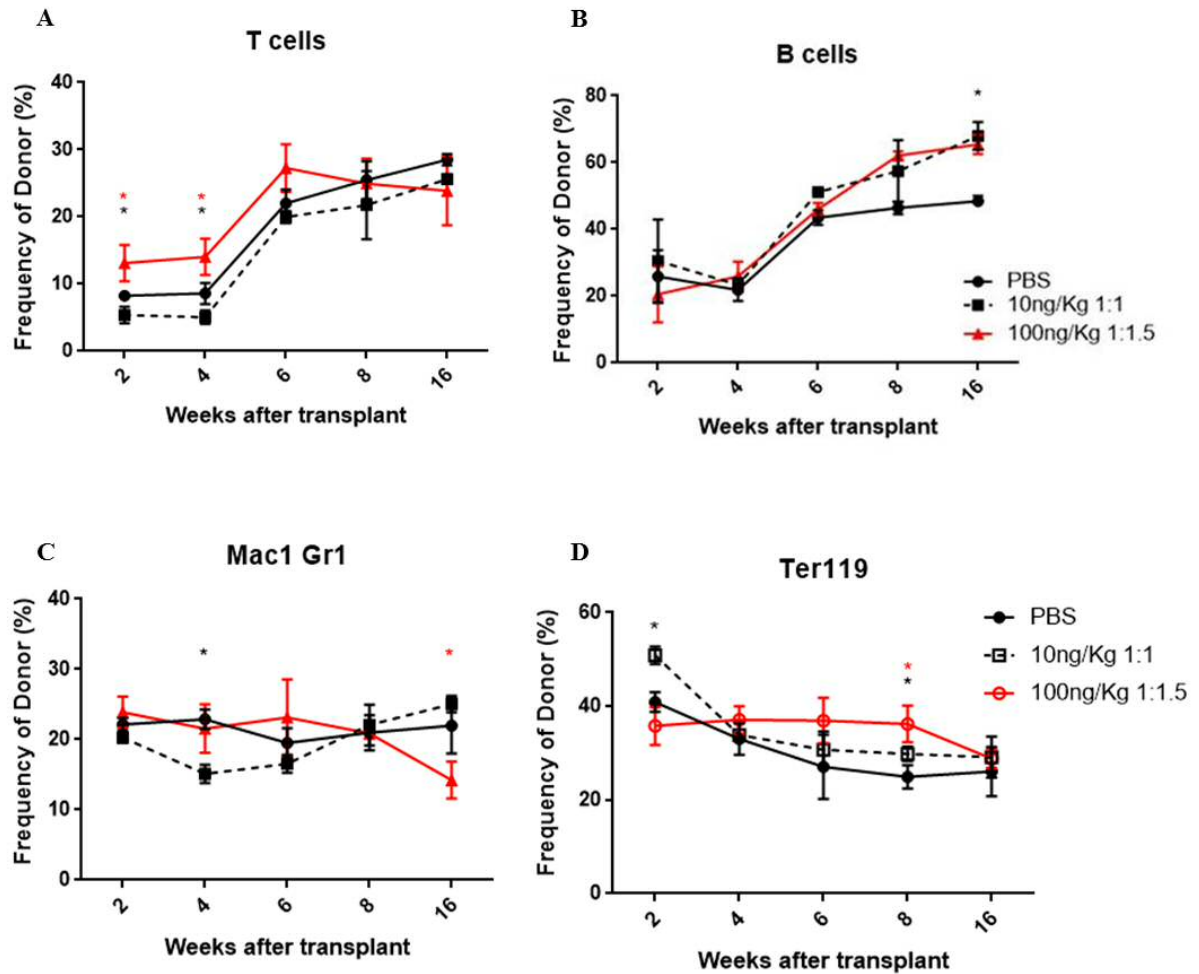 A
T cells
Frequency of Donor (%)
40
30
20
10
0
* *
* *
2 4 6 8 16
Weeks after transplant
B
B cells
Frequency of Donor (%)
80
60
40
20
0
*
PBS
10ng/Kg 1:1
100ng/Kg 1:1.5
2 4 6 8 16
Weeks after transplant
C
Mac1 Gr1
Frequency of Donor (%)
40
30
20
10
0
* *
2 4 6 8 16
Weeks after transplant
D
Ter119
Frequency of Donor (%)
60
40
20
0
*
*
*
PBS
10ng/Kg 1:1
100ng/Kg 1:1.5
2 4 6 8 16
Weeks after transplant